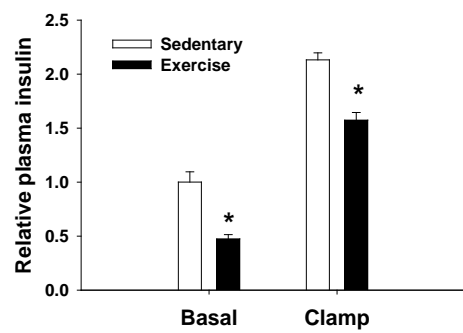 Relative plasma insulin
2.5
2.0
1.5
1.0
0.5
0.0
Sedentary
Exercise
*
*
Basal Clamp